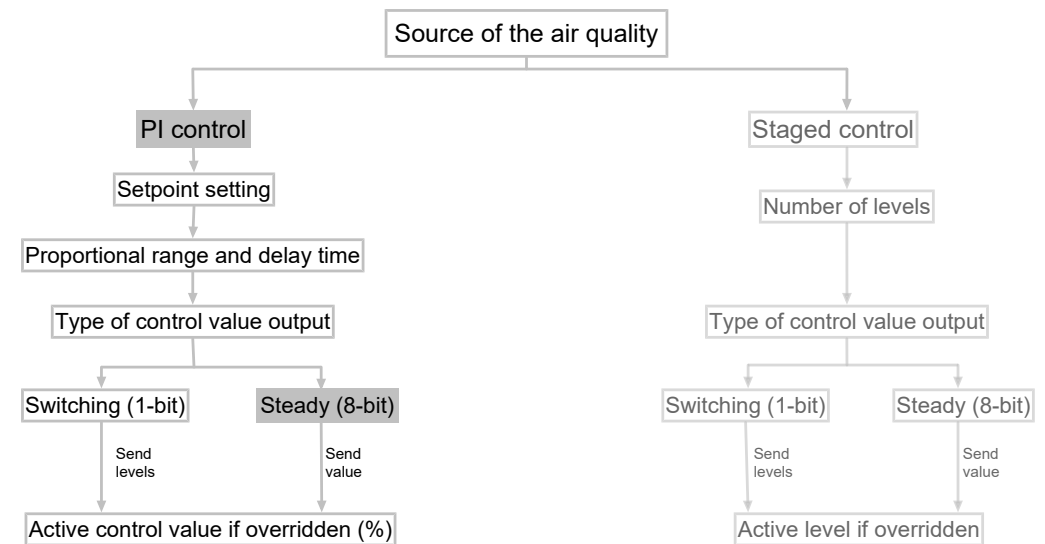 Source of the air quality
PI control
Staged control
Setpoint setting
Number of levels
Proportional range and delay time
Type of control value output
Type of control value output
Switching (1-bit)
Steady (8-bit)
Switching (1-bit)
Steady (8-bit)
Send
levels
Send
value
Send
levels
Send
value
Active control value if overridden (%)
Active level if overridden